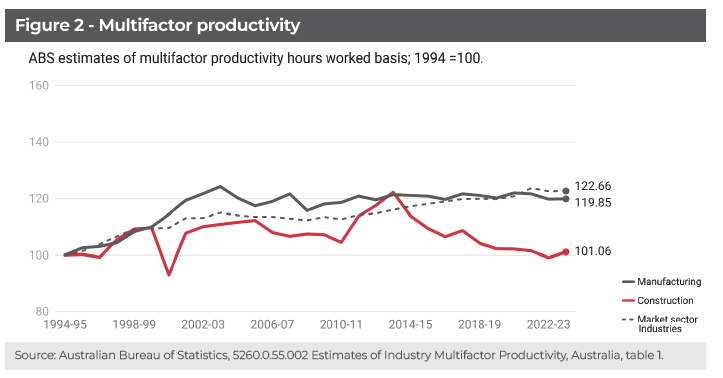 Figure 2 - Multifactor productivity
ABS estimates of multifactor productivity hours worked basis; 1994 =100.
160
140
120
100
80
122.66
119.85
101.06
1994-95 1998-99 2002-03 2006-07 2010-11 2014-15 2018-19 2022-23
Manufacturing
Construction
Market sector
Industries
Source: Australian Bureau of Statistics, 5260.0.55.002 Estimates of Industry Multifactor Productivity, Australia, table 1.